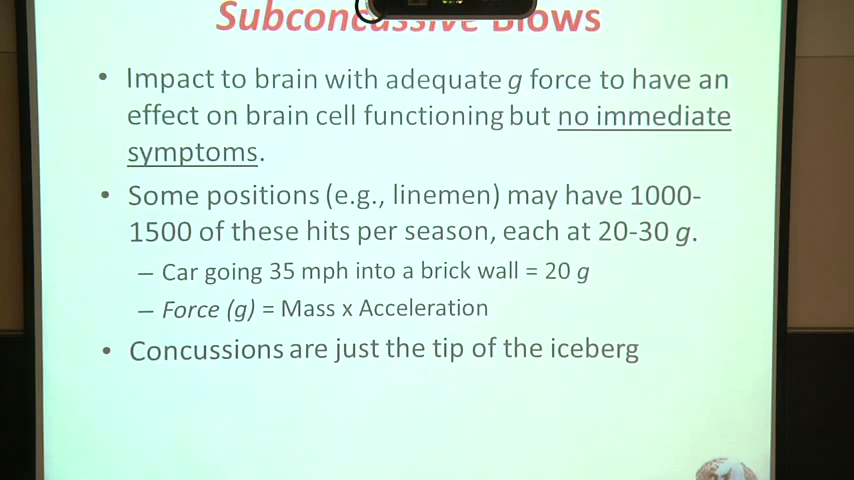 Subconcussive Blows
• Impact to brain with adequate g force to have an
effect on brain cell functioning but no immediate
symptoms.
• Some positions (e.g., linemen) may have 1000-
1500 of these hits per season, each at 20-30 g.
– Car going 35 mph into a brick wall = 20 g
– Force (g) = Mass x Acceleration
• Concussions are just the tip of the iceberg